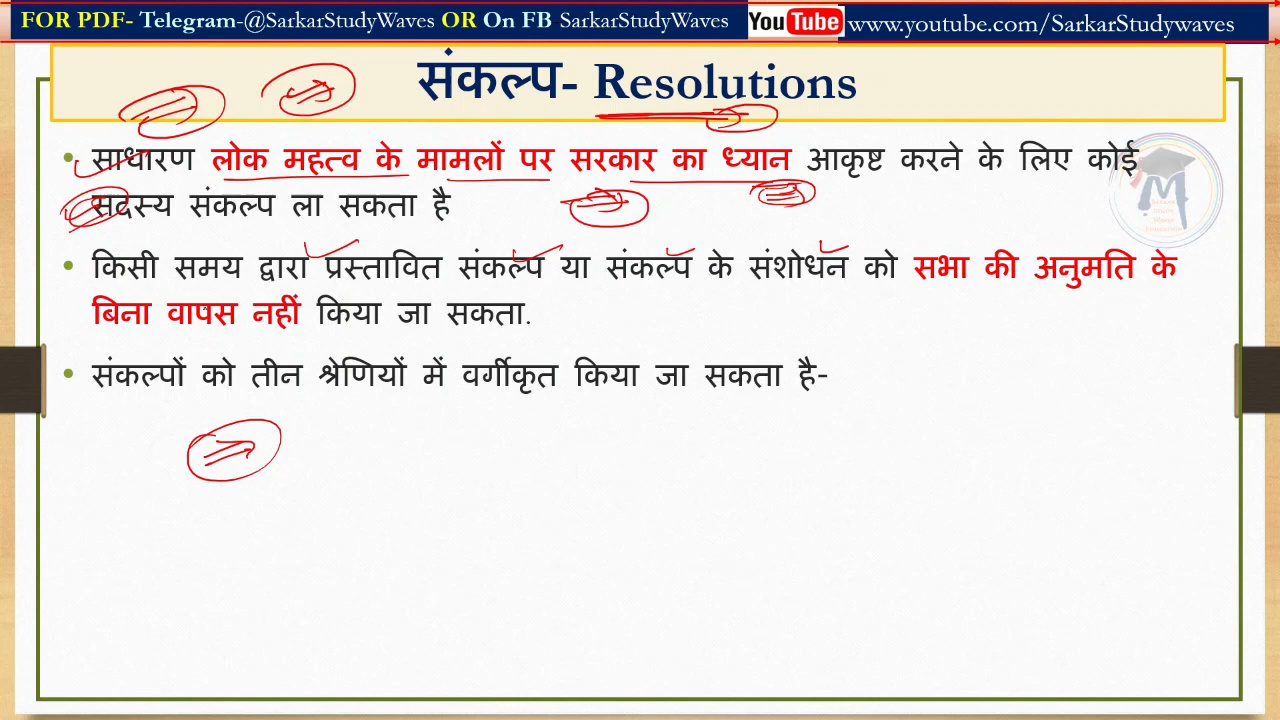 FOR PDF- Telegram-@SarkarStudyWaves OR On FB-SarkarStudyWaves
YouTube www.youtube.com/SarkarStudywaves
संकल्प- Resolutions
• साधारण लोक महत्व के मामलों पर सरकार का ध्यान आकृष्ट करने के लिए कोई
सदस्य संकल्प ला सकता है
• किसी समय द्वारा प्रस्तावित संकल्प या संकल्प के संशोधन को सभा की अनुमति के
बिना वापस नहीं किया जा सकता.
• संकल्पों को तीन श्रेणियों में वर्गीकृत किया जा सकता है-